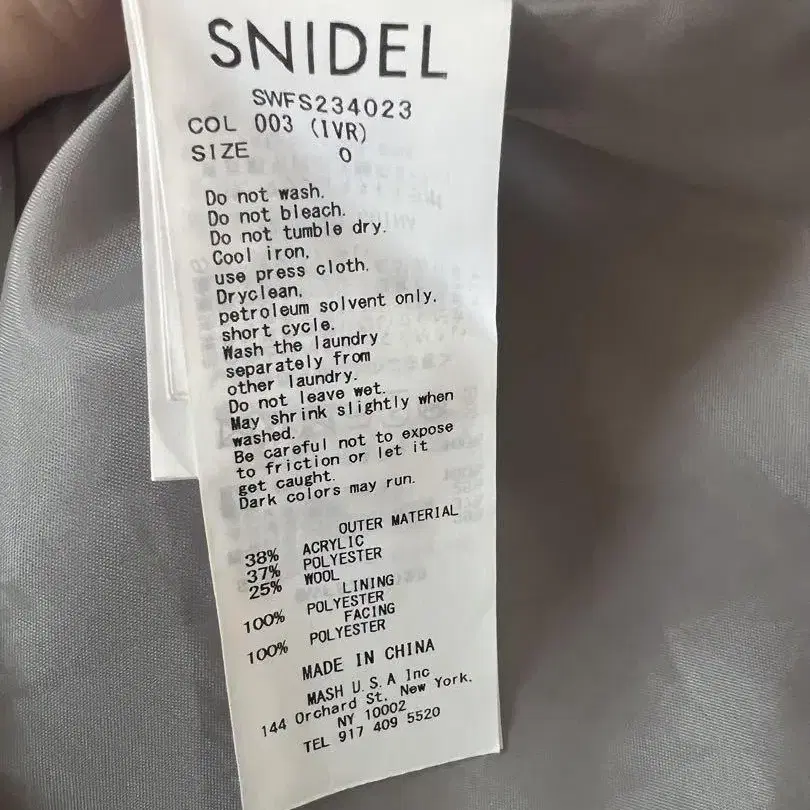 SNIDEL
SWFS234023
COL 003 (IVR)
SIZE 0
Do not wash.
Do not bleach.
Do not tumble dry.
Cool iron,
use press cloth.
Dryclean,
petroleum solvent only,
short cycle.
Wash the laundry
separately from
other laundry.
Do not leave wet.
May shrink slightly when
washed.
Be careful not to expose
to friction or let it
get caught.
Dark colors may run.
OUTER MATERIAL
38% ACRYLIC
37% POLYESTER
25% WOOL
LINING
100% POLYESTER
FACING
100% POLYESTER
MADE IN CHINA
MASH U.S.A Inc
144 Orchard St. New York.
NY 10002
TEL 917 409 5520